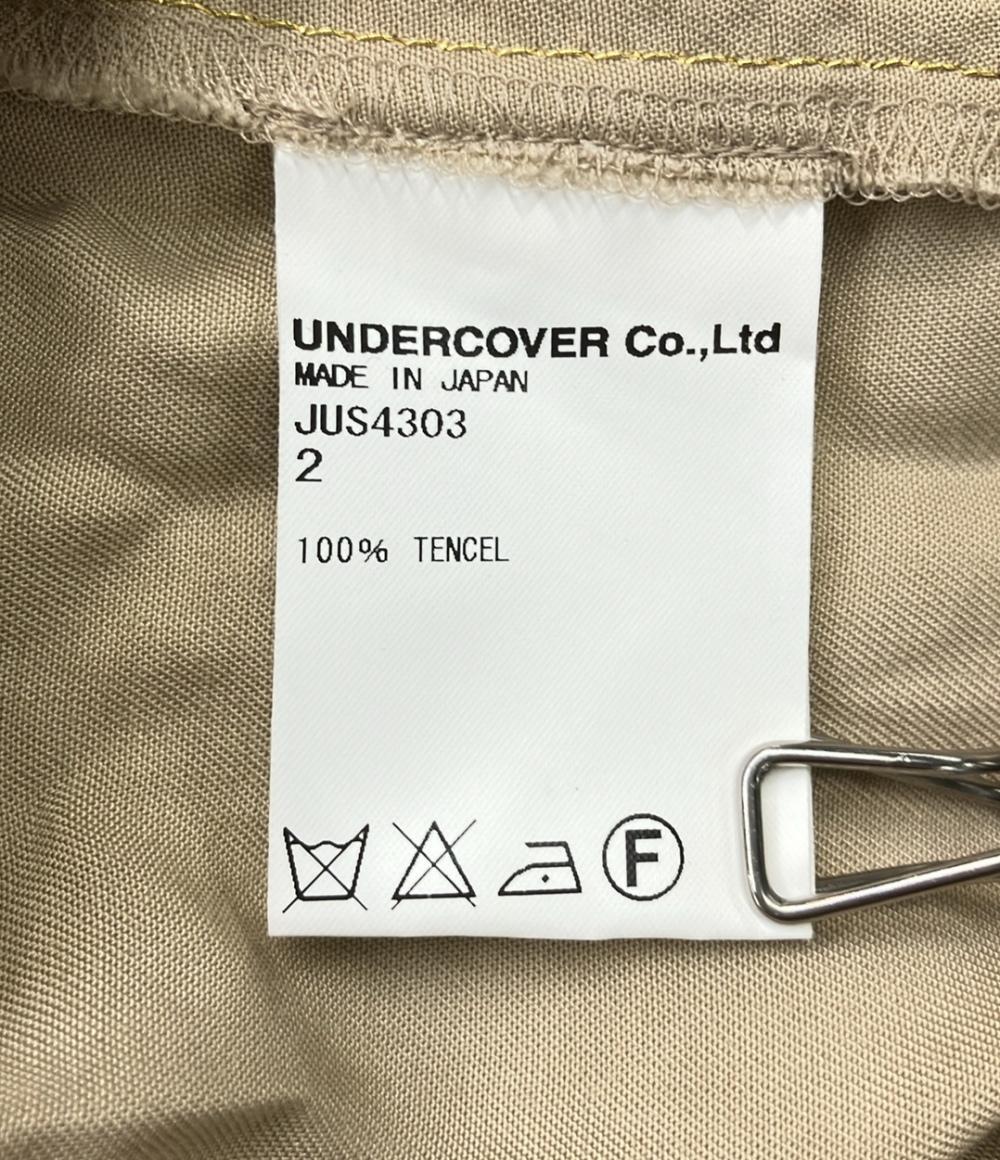 UNDERCOVER Co.,Ltd
MADE IN JAPAN
JUS4303
2
100% TENCEL
F